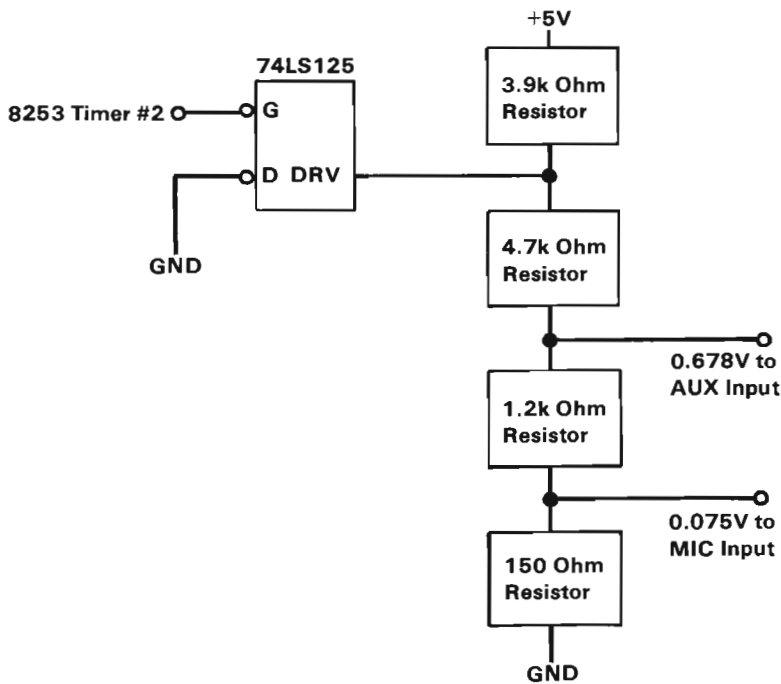 +5V
74LS125
3.9k Ohm
Resistor
8253 Timer #2
G
D DRV
GND
4.7k Ohm
Resistor
0.678V to
AUX Input
1.2k Ohm
Resistor
0.075V to
MIC Input
150 Ohm
Resistor
GND